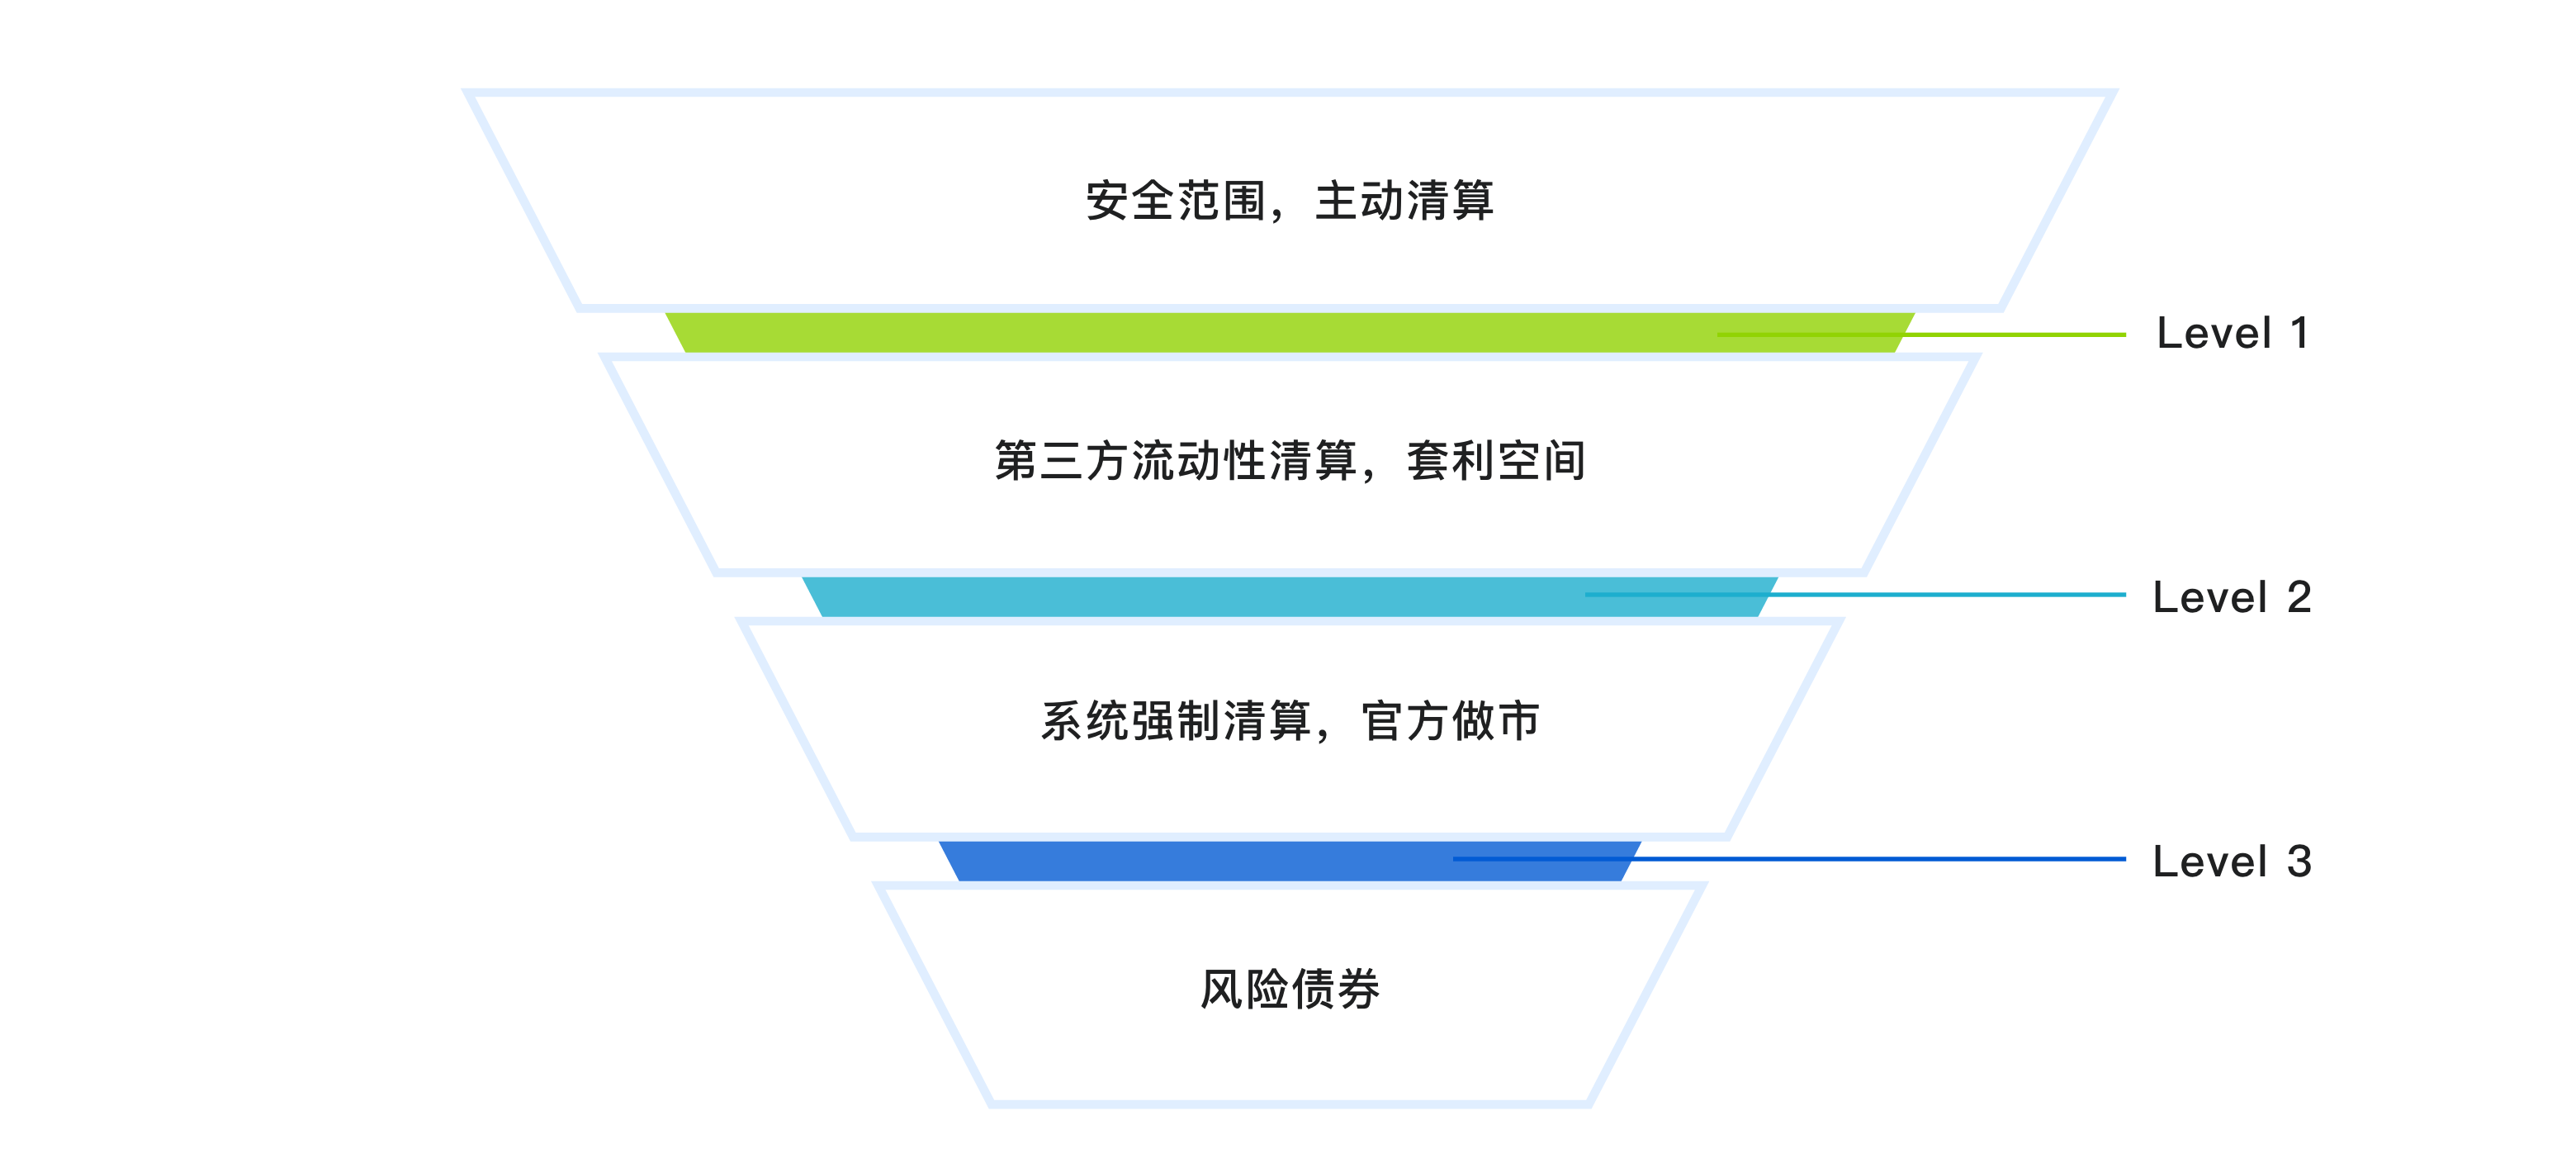 安全范围，主动清算
Level 1
第三方流动性清算，套利空间
Level 2
系统强制清算，官方做市
Level 3
风险债券